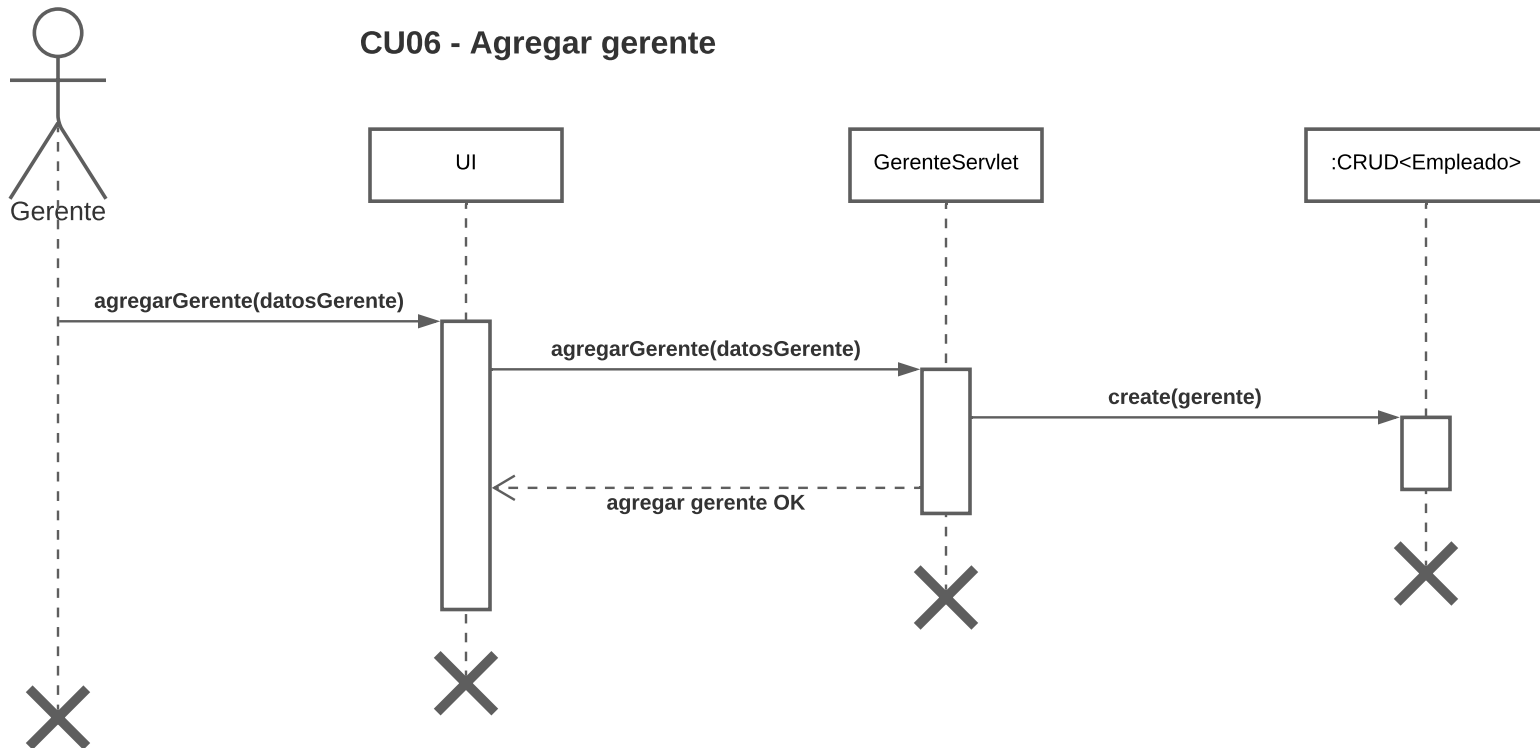 CU06 - Agregar gerente
UI
GerenteServlet
:CRUD<Empleado>
Gerente
agregarGerente(datosGerente)
agregarGerente(datosGerente)
create(gerente)
agregar gerente OK